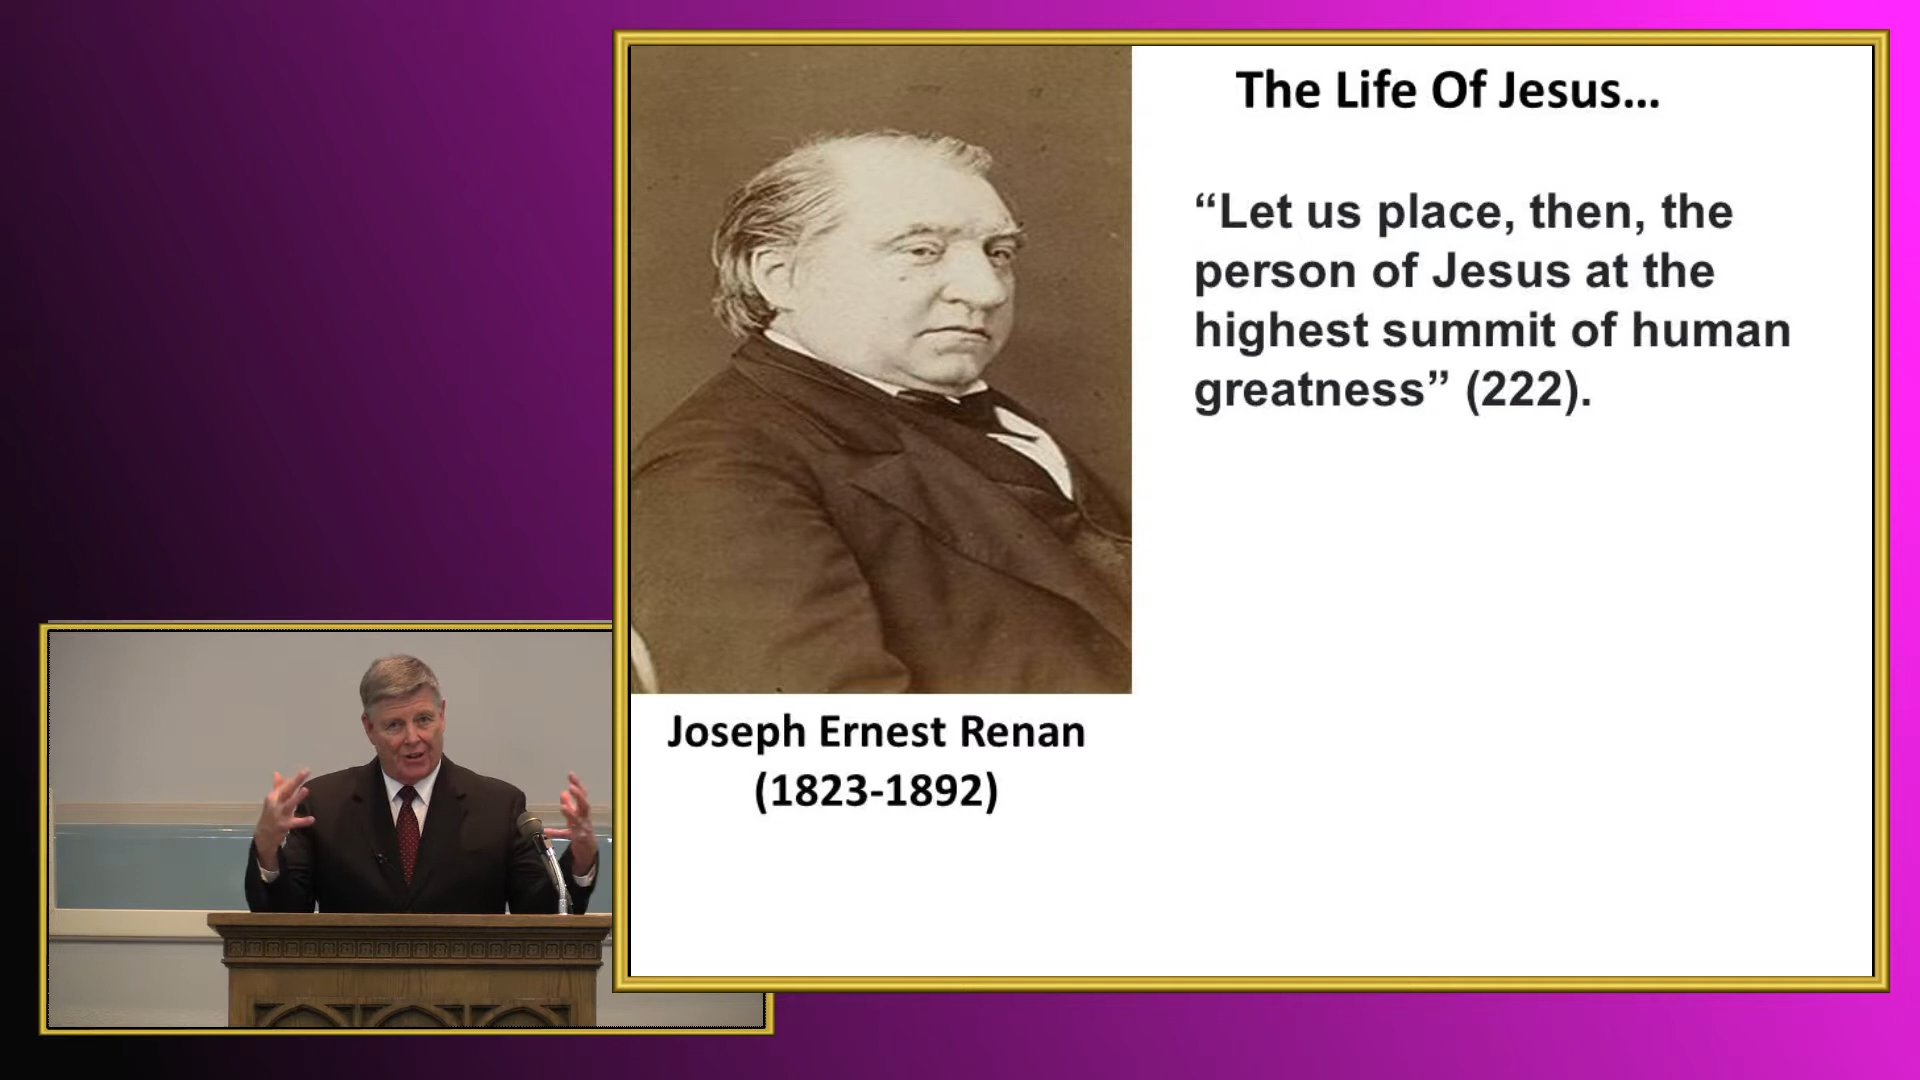 The Life Of Jesus...
“Let us place, then, the
person of Jesus at the
highest summit of human
greatness” (222).
Joseph Ernest Renan
(1823-1892)